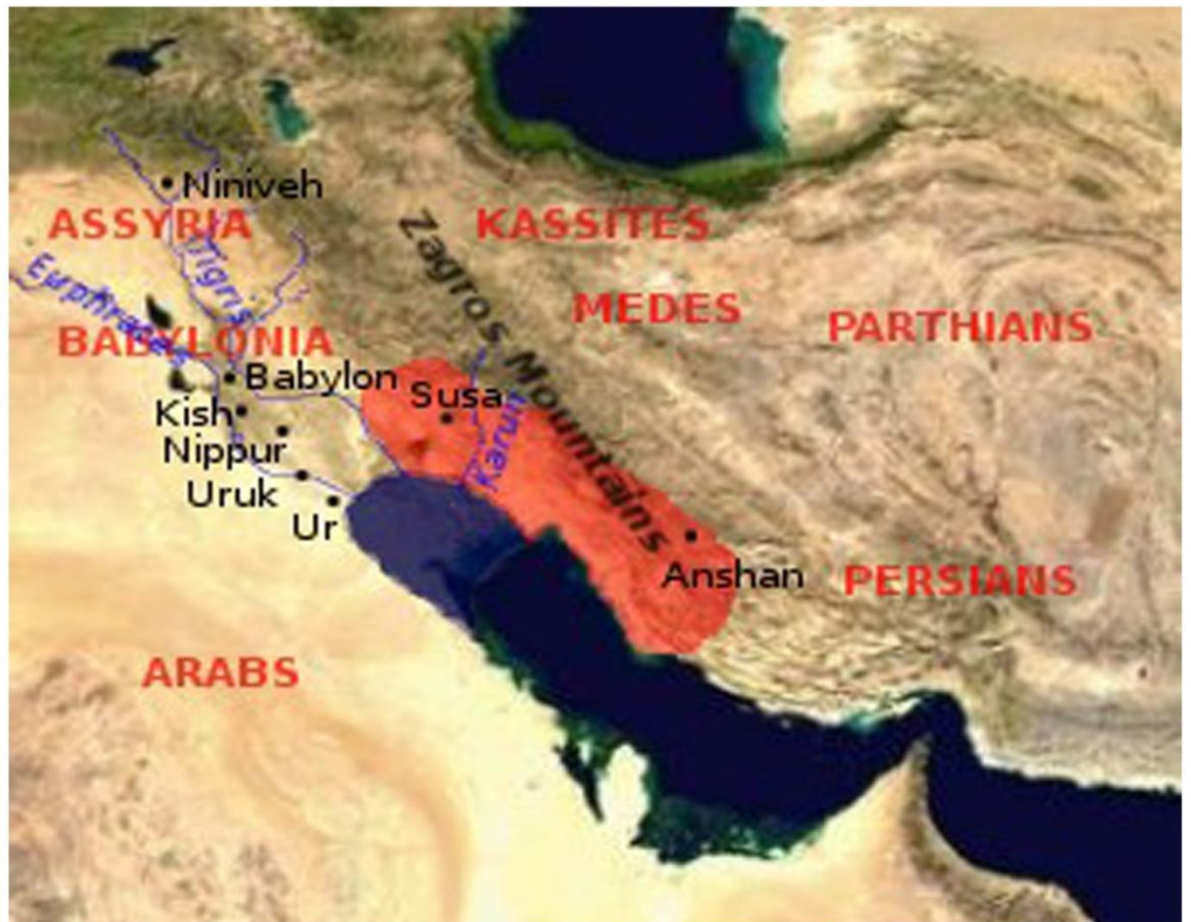 Niniveh
ASSYRIA
KASSITES
Zagros Mountains
Tigris
Euphrates
MEDES
PARTHIANS
BABYLONIA
Babylon
Susa
Kish
Karun
Nippur
Uruk
Ur
Anshan
PERSIANS
ARABS